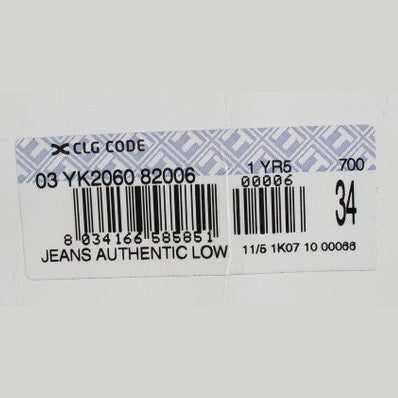 CLG CODE
03 YK2060 82006 1 YR5 700
00006
34
8 034166 585851
JEANS AUTHENTIC LOW 11/5 1K07 10 00066